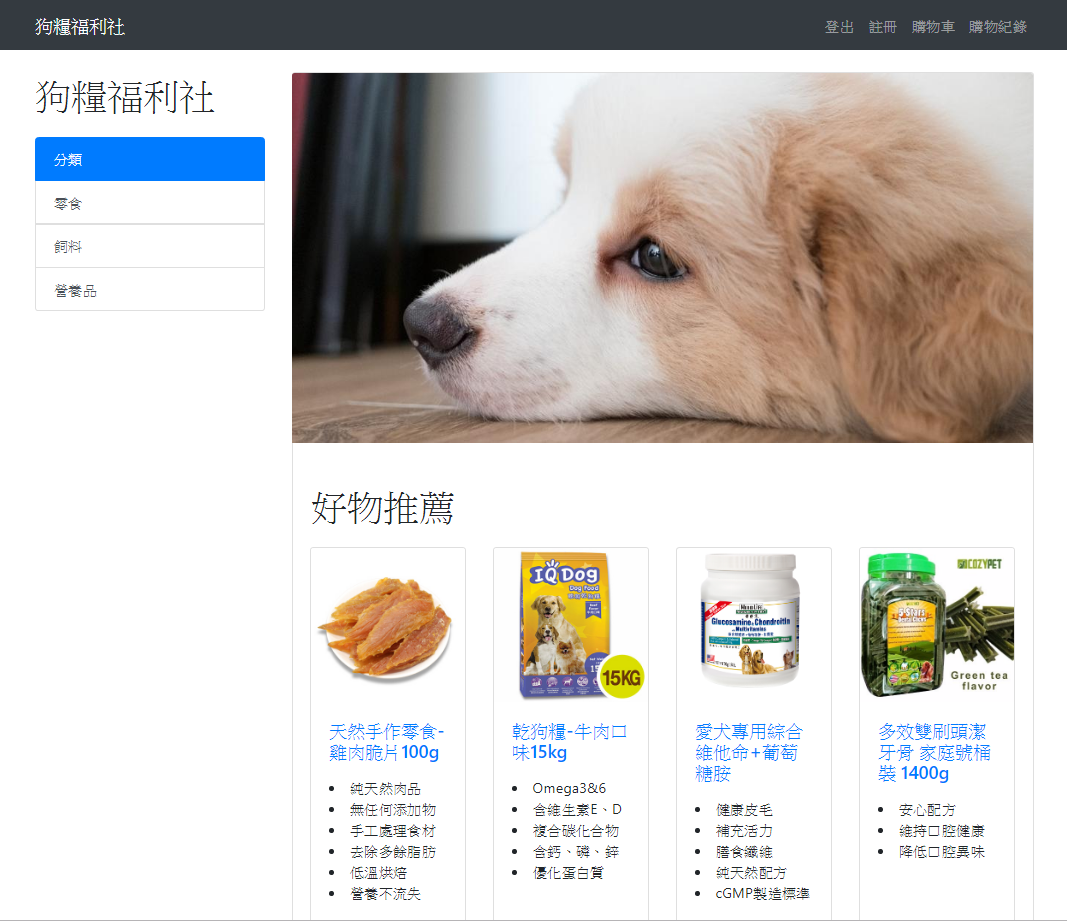 狗糧福利社
登出 註冊 購物車 購物紀錄
狗糧福利社
分類
零食
飼料
營養品
好物推薦
IQ Dog
Dog Food
15KG
Glucosamine & Chondroitin
COZYPET
5-Stars
Green tea
flavor
天然手作零食-
雞肉脆片100g
純天然肉品
無任何添加物
手工處理食材
去除多餘脂肪
低溫烘焙
營養不流失
乾狗糧-牛肉口
味15kg
Omega3&6
含維生素E、D
複合碳化合物
含鈣、磷、鋅
優化蛋白質
愛犬專用綜合
維他命+葡萄
糖胺
健康皮毛
補充活力
膳食纖維
純天然配方
cGMP製造標準
多效雙刷頭潔
牙骨 家庭號桶
裝 1400g
安心配方
維持口腔健康
降低口腔異味